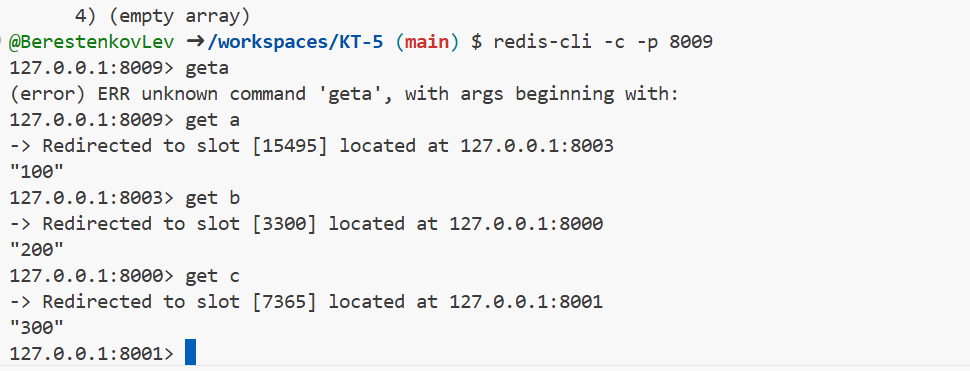 4) (empty array)
@BerestenkovLev ➜/workspaces/KT-5 (main) $ redis-cli -c -p 8009
127.0.0.1:8009> geta
(error) ERR unknown command 'geta', with args beginning with:
127.0.0.1:8009> get a
-> Redirected to slot [15495] located at 127.0.0.1:8003
"100"
127.0.0.1:8003> get b
-> Redirected to slot [3300] located at 127.0.0.1:8000
"200"
127.0.0.1:8000> get c
-> Redirected to slot [7365] located at 127.0.0.1:8001
"300"
127.0.0.1:8001>